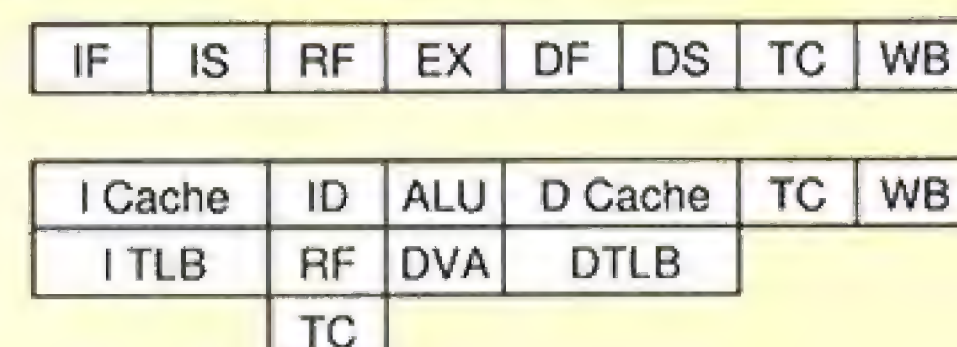 IF IS RF EX DF DS TC WB
I Cache ID ALU D Cache TC WB
I TLB RF DVA DTLB
TC